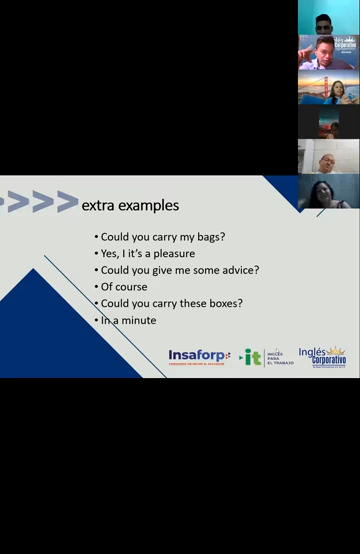 >>>> extra examples
• Could you carry my bags?
• Yes, I it's a pleasure
• Could you give me some advice?
• Of course
• Could you carry these boxes?
• In a minute
Insaforp
it INGLÉS PARA EL TRABAJO
Inglés Corporativo